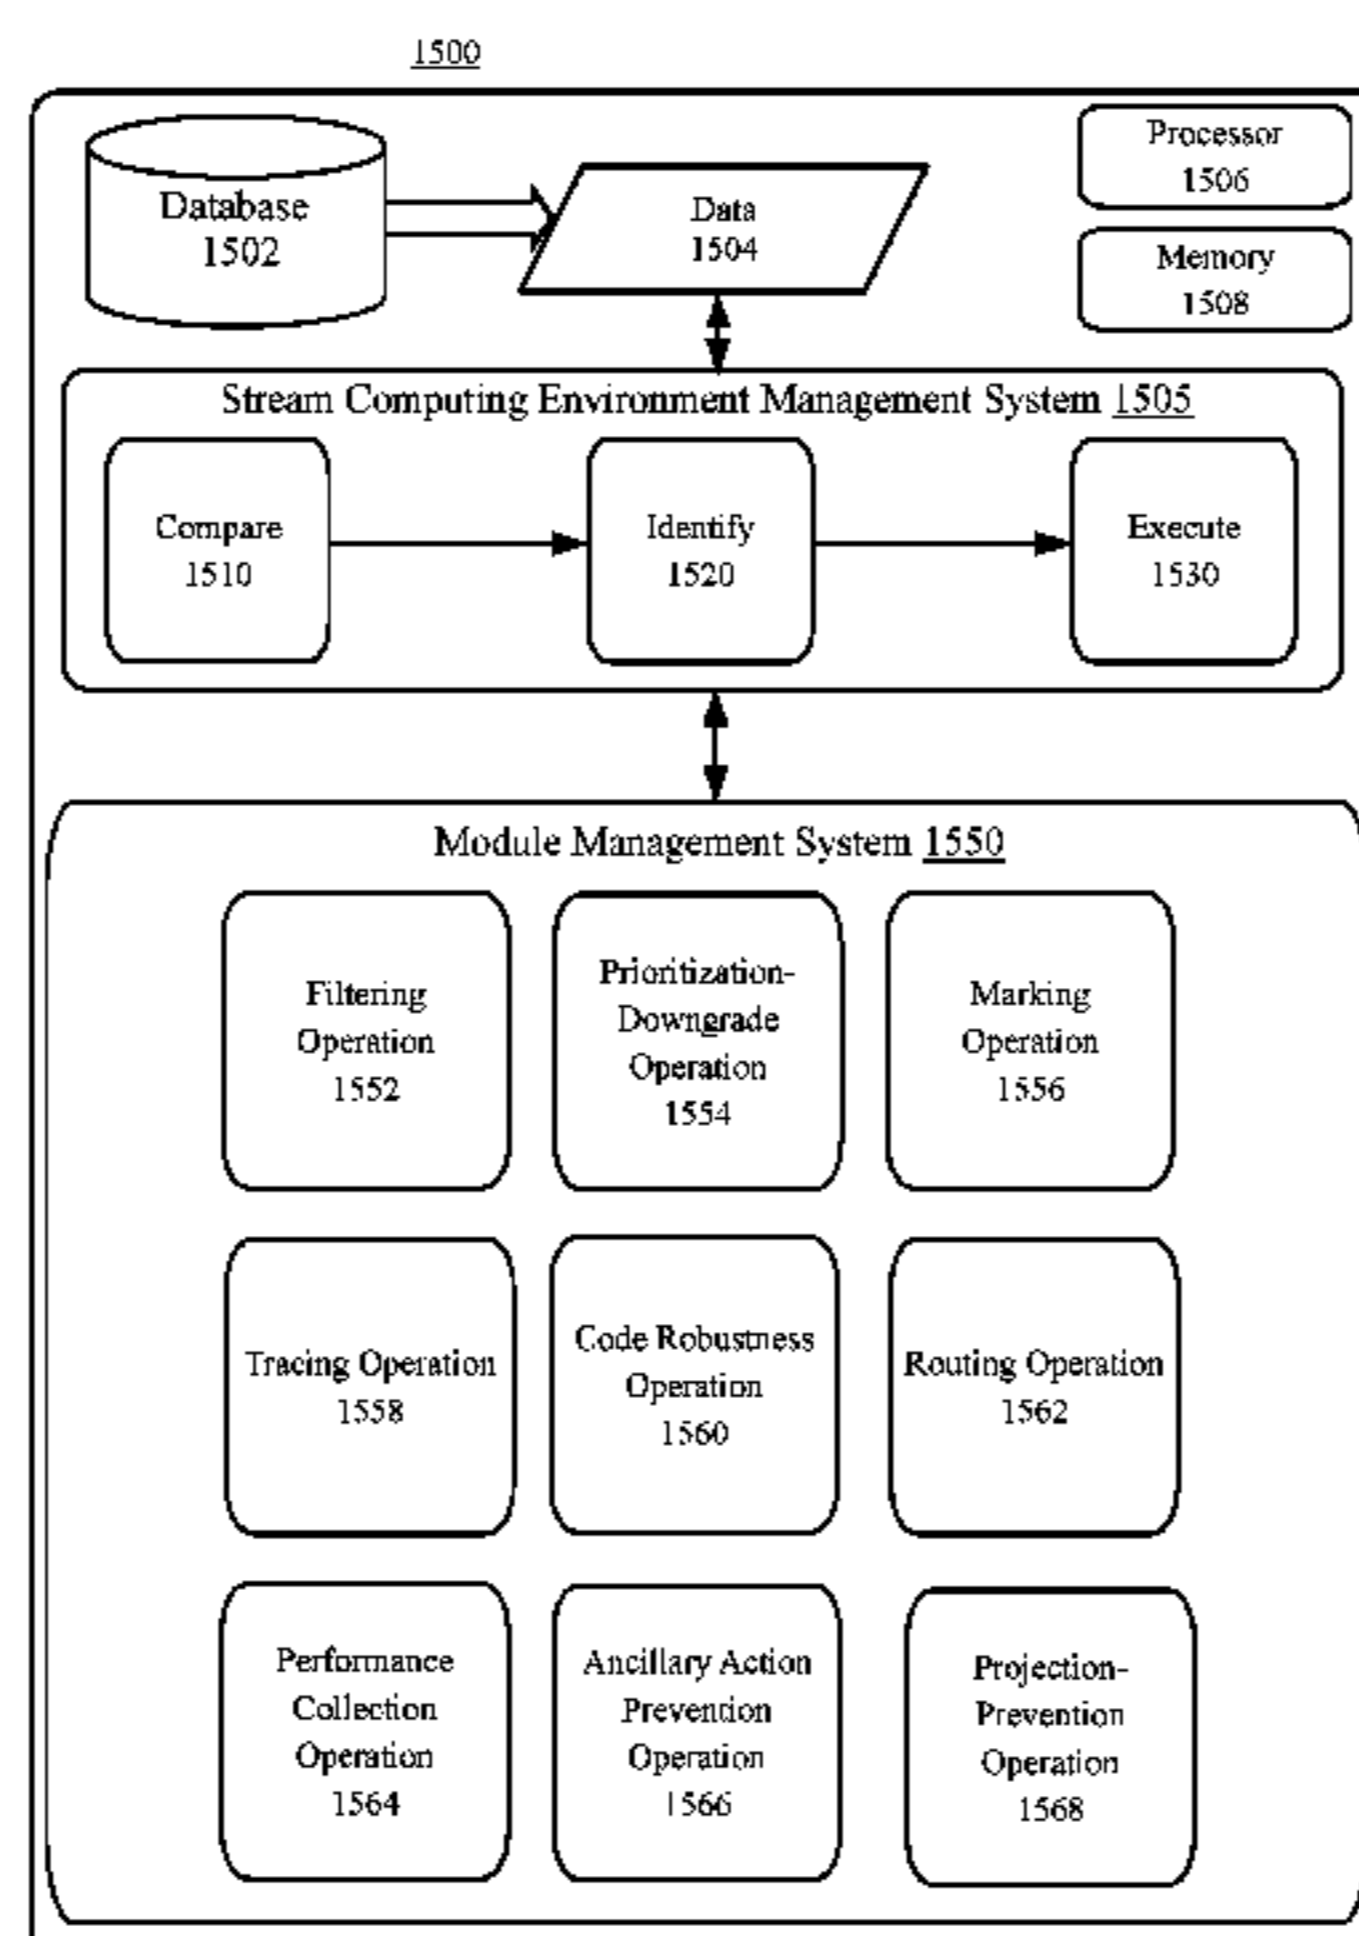 1500
Database
1502
Data
1504
Processor
1506
Memory
1508
Stream Computing Environment Management System 1505
Compare
1510
Identify
1520
Execute
1530
Module Management System 1550
Filtering
Operation
1552
Prioritization-
Downgrade
Operation
1554
Marking
Operation
1556
Tracing Operation
1558
Code Robustness
Operation
1560
Routing Operation
1562
Performance
Collection
Operation
1564
Ancillary Action
Prevention
Operation
1566
Projection-
Prevention
Operation
1568